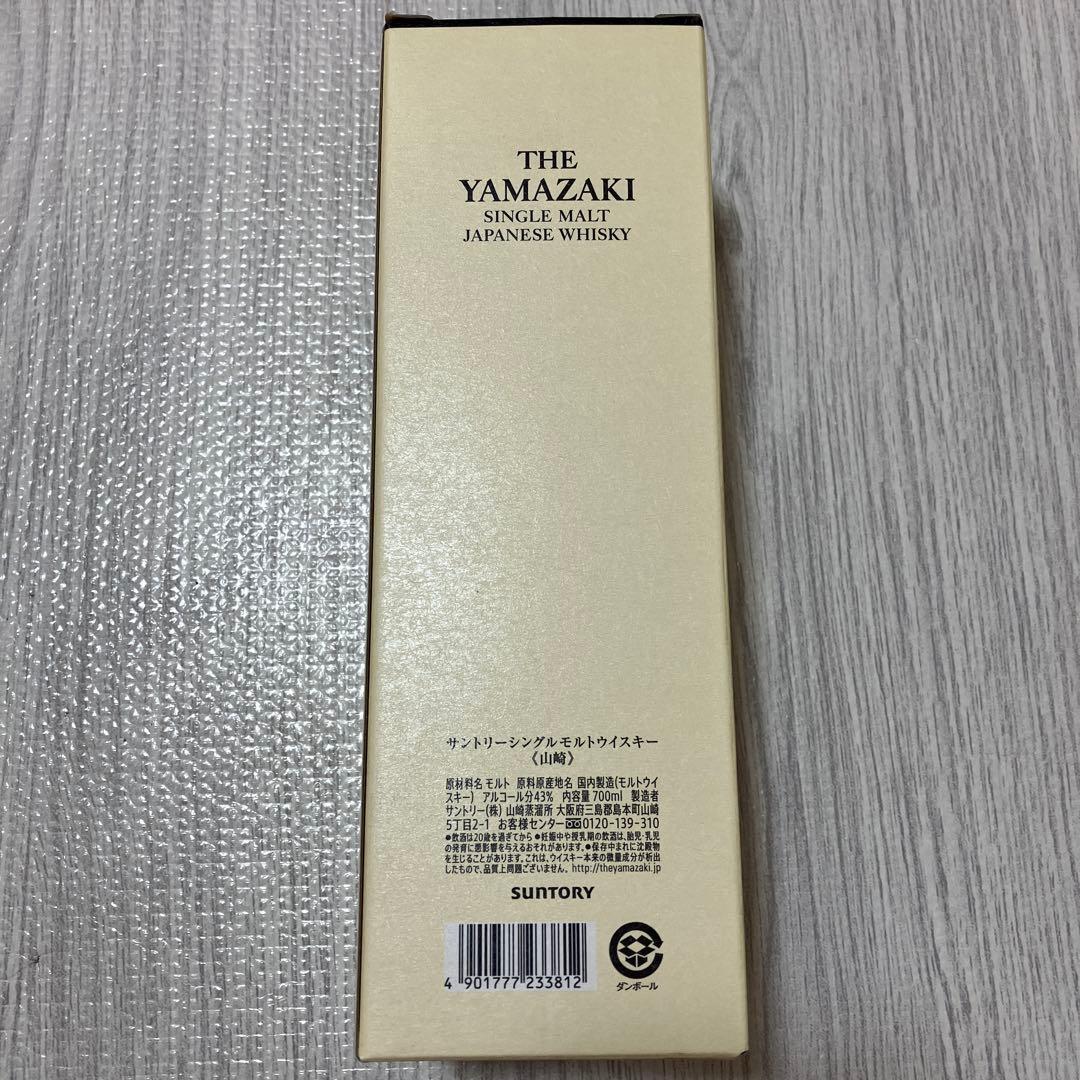 THE
YAMAZAKI
SINGLE MALT
JAPANESE WHISKY
サントリーシングルモルトウイスキー
《山崎》
原材料名 モルト 原料原産地名 国内製造(モルトウイ
スキー) アルコール分43% 内容量 700ml 製造者
サントリー(株) 山崎蒸溜所 大阪府三島郡島本町山崎
5丁目2-1 お客様センター 0120-139-310
●飲酒は20歳を過ぎてから ●妊娠中や授乳期の飲酒は、胎児・乳児
の発育に悪影響を与えるおそれがあります。●保存中まれに沈殿物
を生じることがあります。これは、ウイスキー本来の微量成分が析出
したもので、品質上問題ございません。 http://theyamazaki.jp
SUNTORY
4 901777 233812
ダンボール